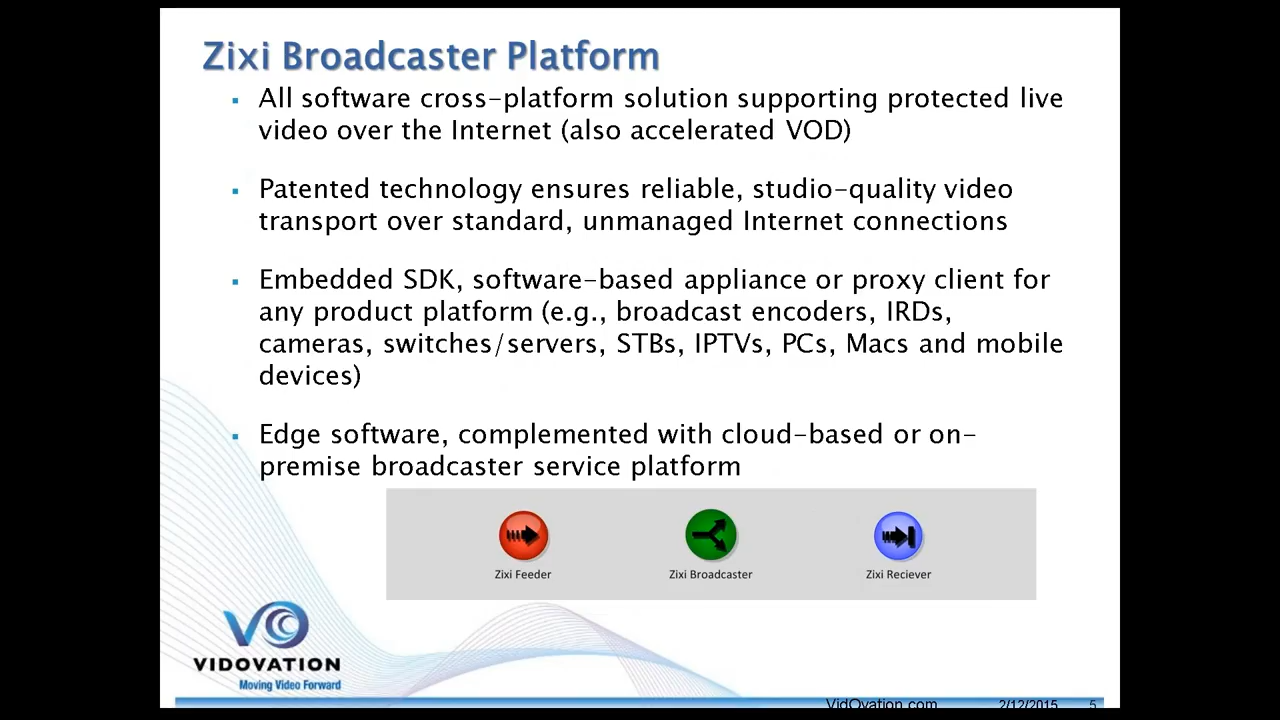 Zixi Broadcaster Platform
▪ All software cross-platform solution supporting protected live
video over the Internet (also accelerated VOD)
▪ Patented technology ensures reliable, studio-quality video
transport over standard, unmanaged Internet connections
▪ Embedded SDK, software-based appliance or proxy client for
any product platform (e.g., broadcast encoders, IRDs,
cameras, switches/servers, STBs, IPTVs, PCs, Macs and mobile
devices)
▪ Edge software, complemented with cloud-based or on-
premise broadcaster service platform
Zixi Feeder Zixi Broadcaster Zixi Reciever
VO
VIDOVATION
Moving Video Forward
VidOvation.com 2/12/2015 5